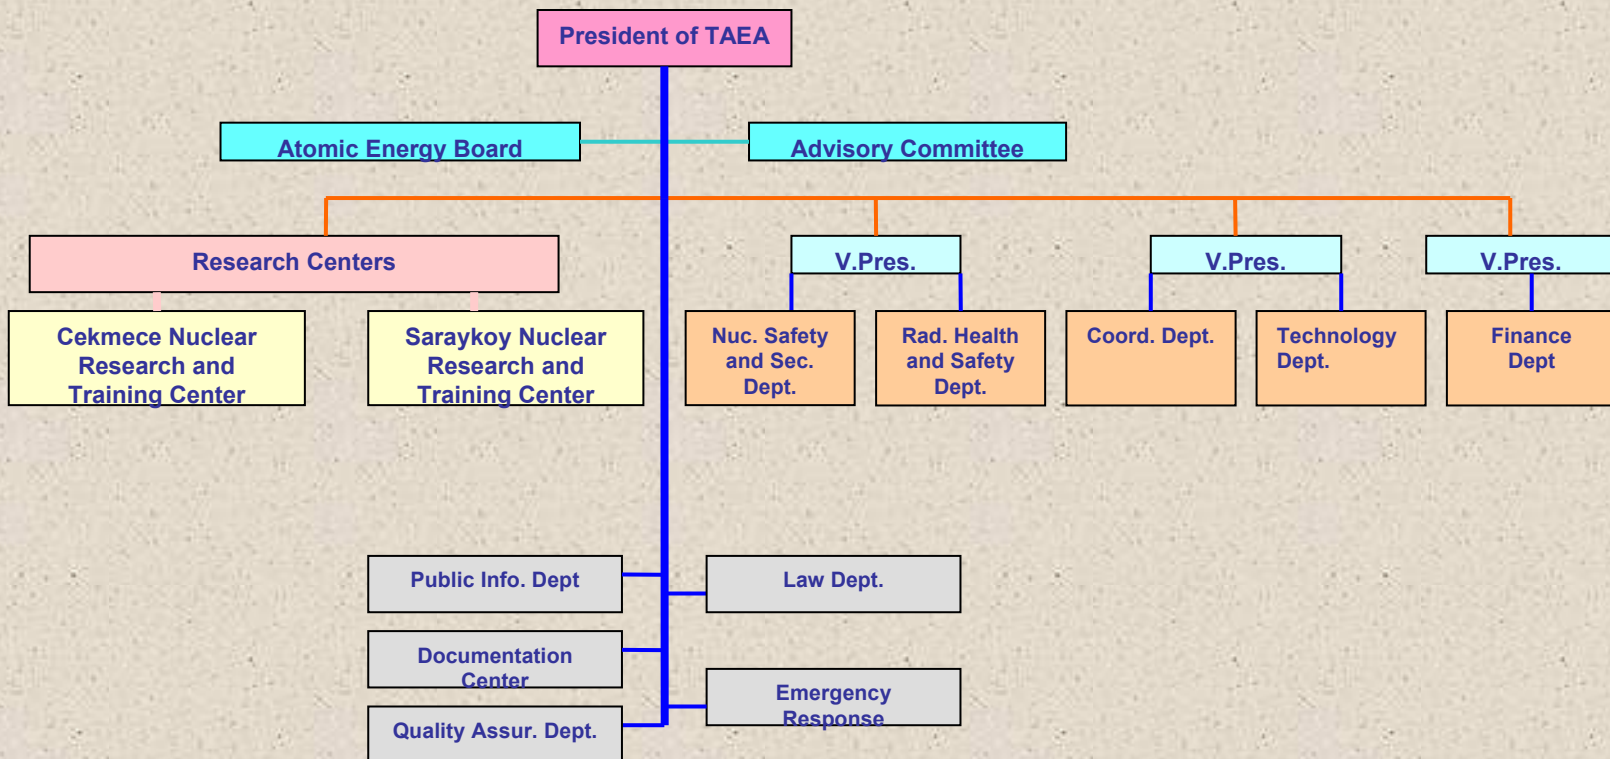 President of TAEA
Atomic Energy Board
Advisory Committee
Research Centers
V.Pres.
V.Pres.
V.Pres.
Cekmece Nuclear
Research and
Training Center
Saraykoy Nuclear
Research and
Training Center
Nuc. Safety
and Sec.
Dept.
Rad. Health
and Safety
Dept.
Coord. Dept.
Technology
Dept.
Finance
Dept
Public Info. Dept
Law Dept.
Documentation
Center
Emergency
Response
Quality Assur. Dept.